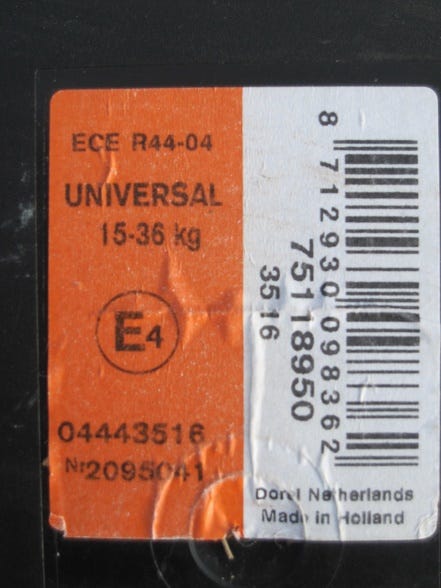 ECE R44-04
UNIVERSAL
15-36 kg
E4
04443516
Nr2095041
8 712930 098362
75118950
3516
Dorel Netherlands
Made in Holland